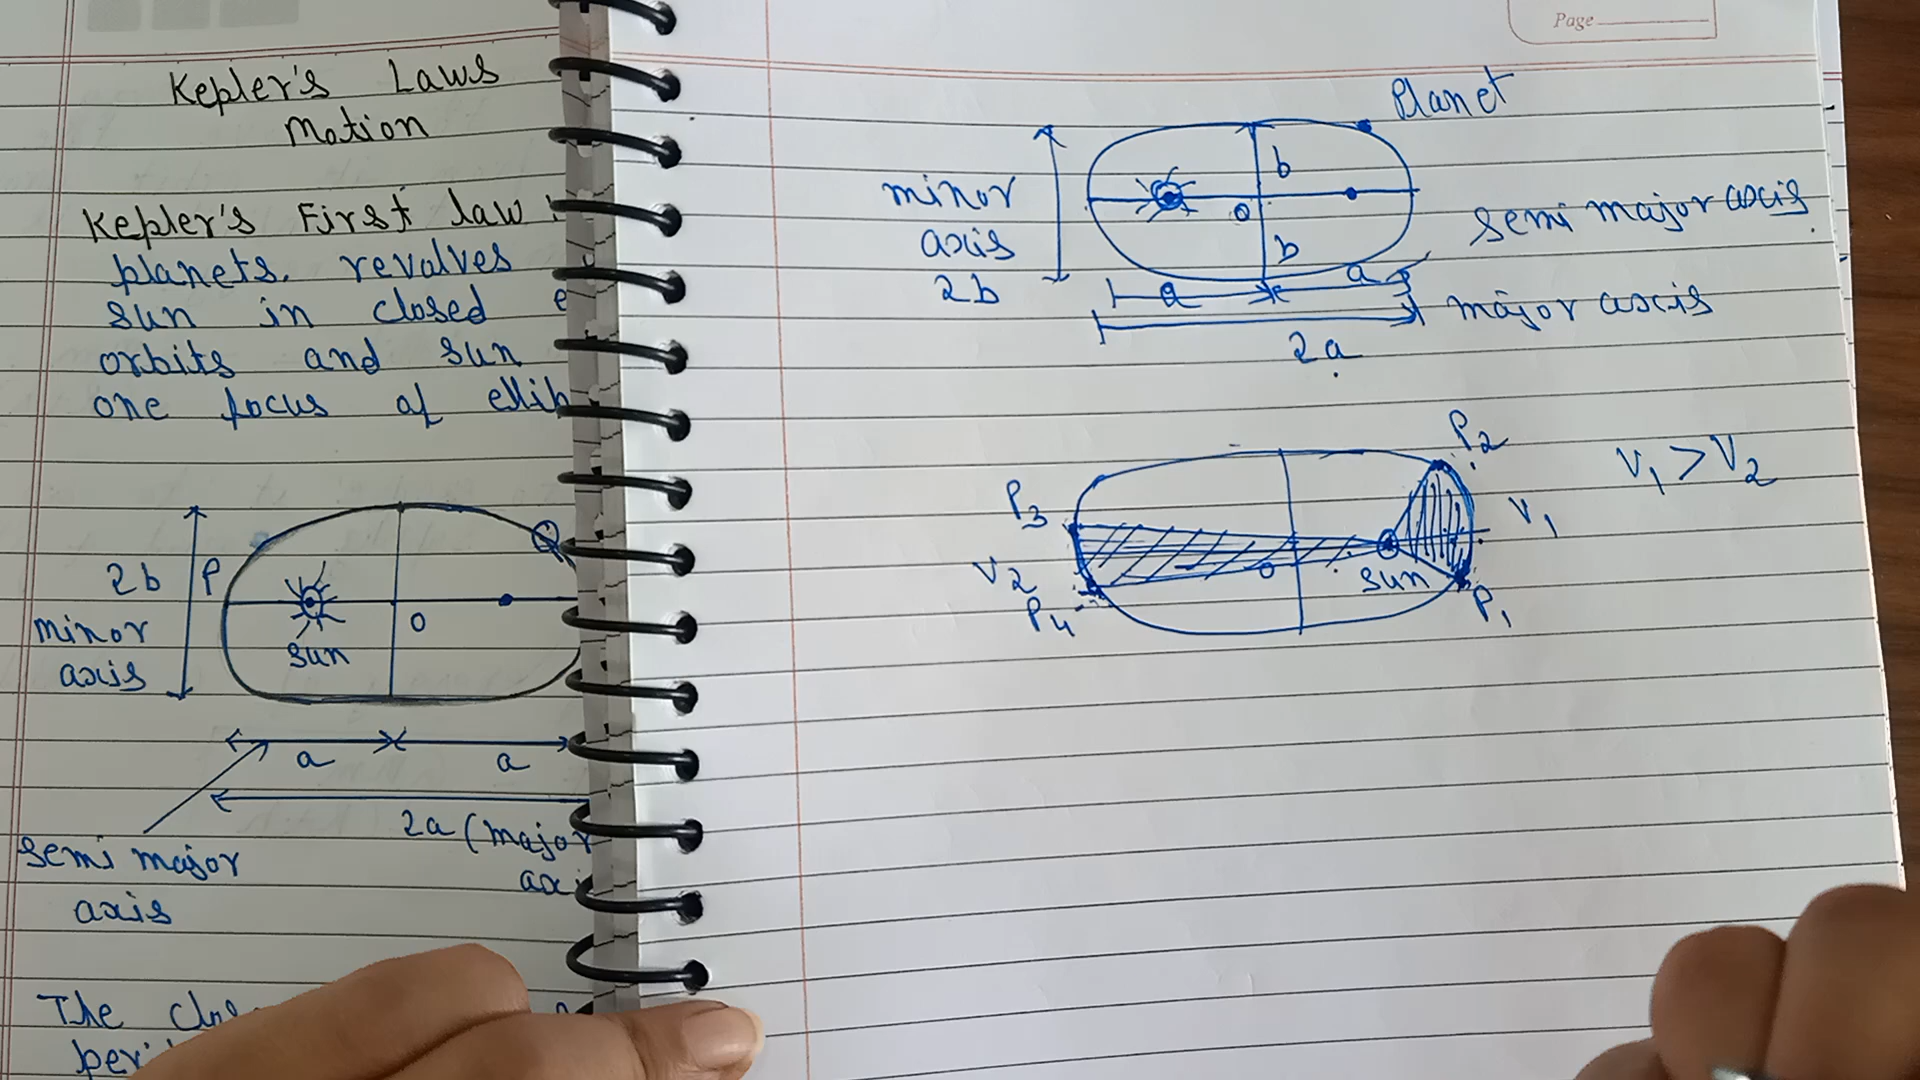 Kepler's Laws
Motion
Kepler's First law
planets. revolves
sun in closed
orbits and sun
one focus of
2b
P
minor
axis
sun
O
a
a
2a (major
semi major
axis
The
Page
Planet
minor
axis
2b
b
O
b
semi major axis
a
a
major axis
2a
P2
V1 > V2
P3
V1
V2
O
sun
P4
P1